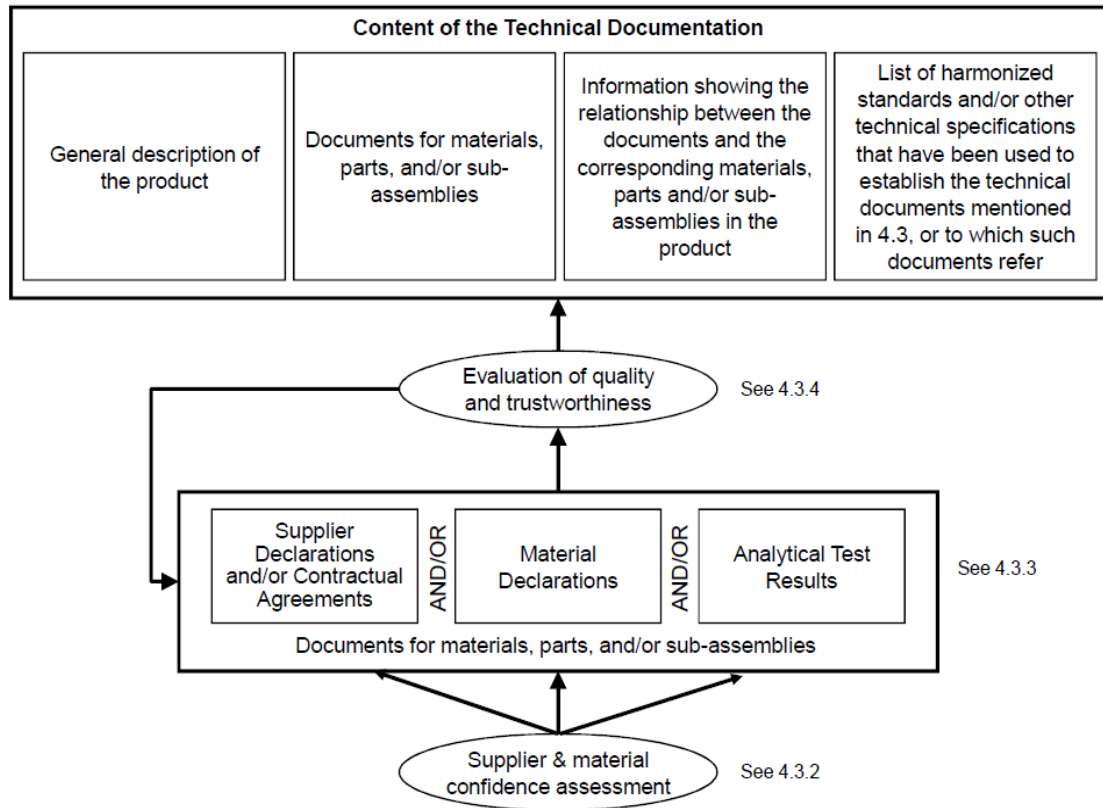 Content of the Technical Documentation
General description of
the product
Documents for materials,
parts, and/or sub-
assemblies
Information showing the
relationship between the
documents and the
corresponding materials,
parts and/or sub-
assemblies in the
product
List of harmonized
standards and/or other
technical specifications
that have been used to
establish the technical
documents mentioned
in 4.3, or to which such
documents refer
Evaluation of quality
and trustworthiness
See 4.3.4
Supplier
Declarations
and/or Contractual
Agreements
AND/OR
Material
Declarations
AND/OR
Analytical Test
Results
See 4.3.3
Documents for materials, parts, and/or sub-assemblies
Supplier & material
confidence assessment
See 4.3.2